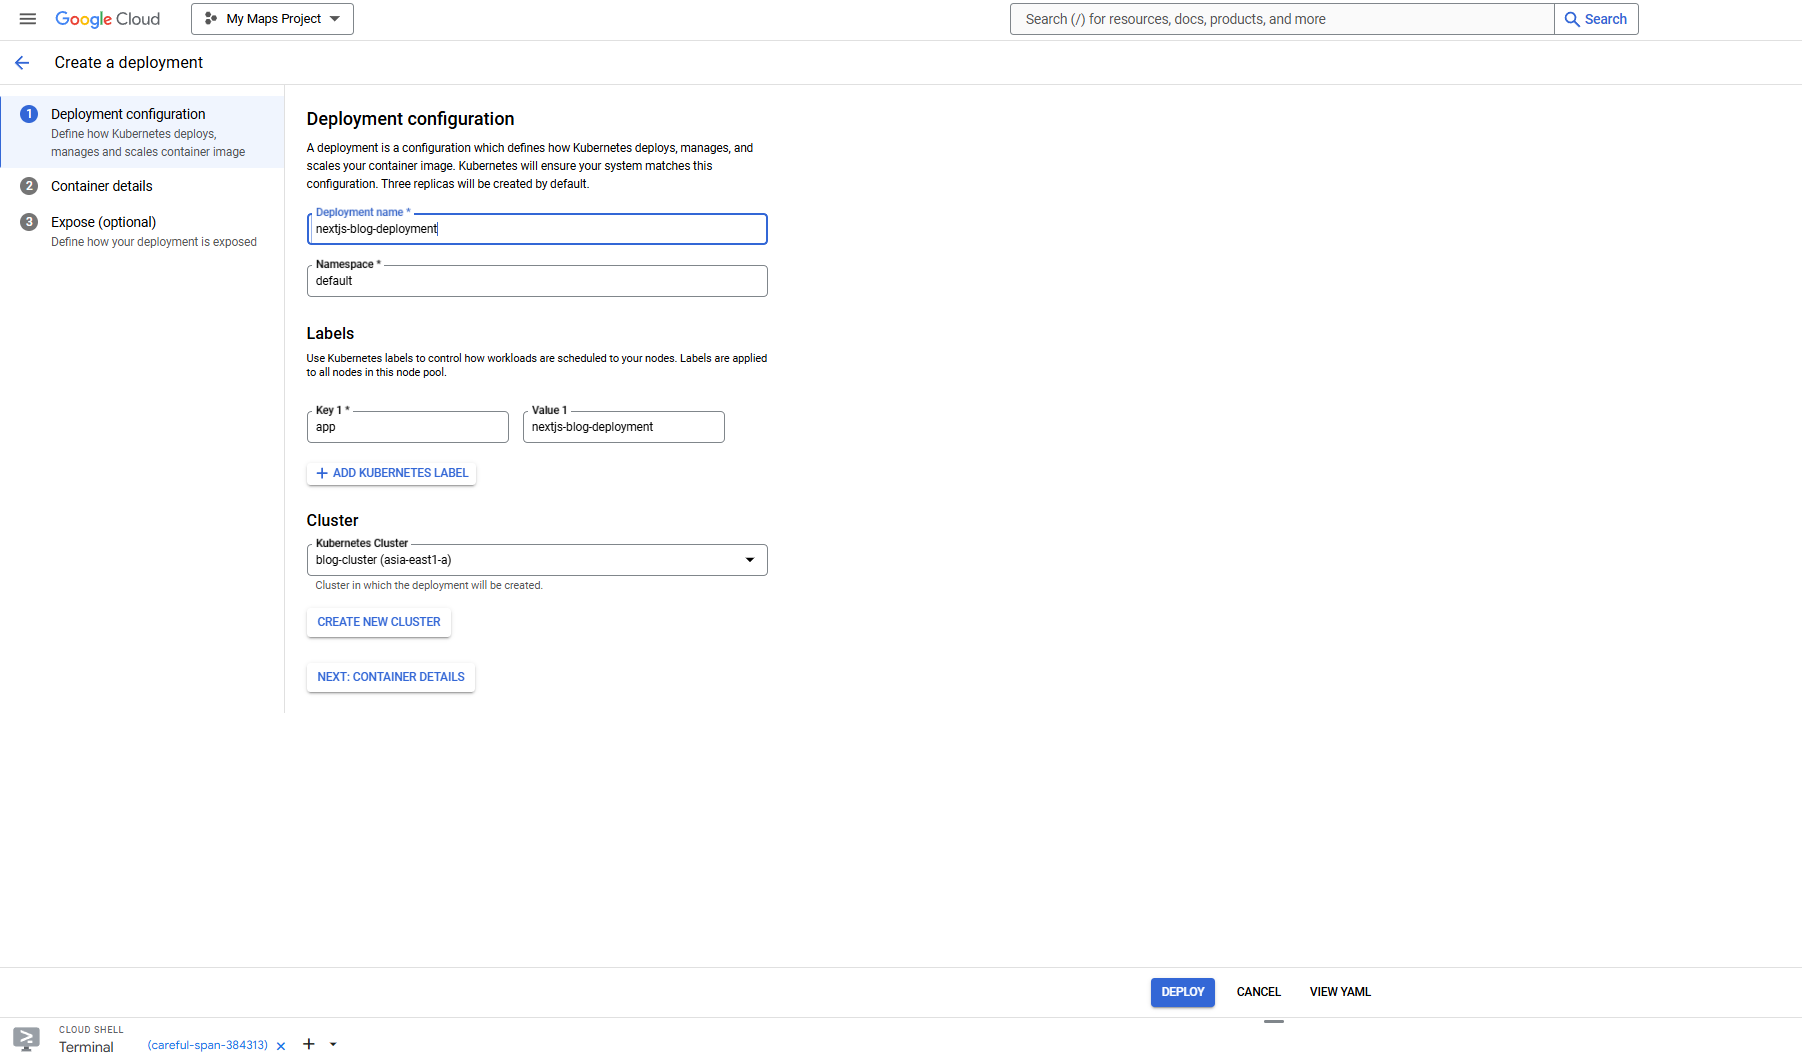 Google Cloud
My Maps Project
Search (/) for resources, docs, products, and more
Search
Create a deployment
1
Deployment configuration
Define how Kubernetes deploys,
manages and scales container image
2
Container details
3
Expose (optional)
Define how your deployment is exposed
Deployment configuration
A deployment is a configuration which defines how Kubernetes deploys, manages, and
scales your container image. Kubernetes will ensure your system matches this
configuration. Three replicas will be created by default.
Deployment name *
nextjs-blog-deployment
Namespace *
default
Labels
Use Kubernetes labels to control how workloads are scheduled to your nodes. Labels are applied
to all nodes in this node pool.
Key 1 *
app
Value 1
nextjs-blog-deployment
ADD KUBERNETES LABEL
Cluster
Kubernetes Cluster
blog-cluster (asia-east1-a)
Cluster in which the deployment will be created.
CREATE NEW CLUSTER
NEXT: CONTAINER DETAILS
DEPLOY
CANCEL
VIEW YAML
CLOUD SHELL
Terminal
(careful-span-384313)